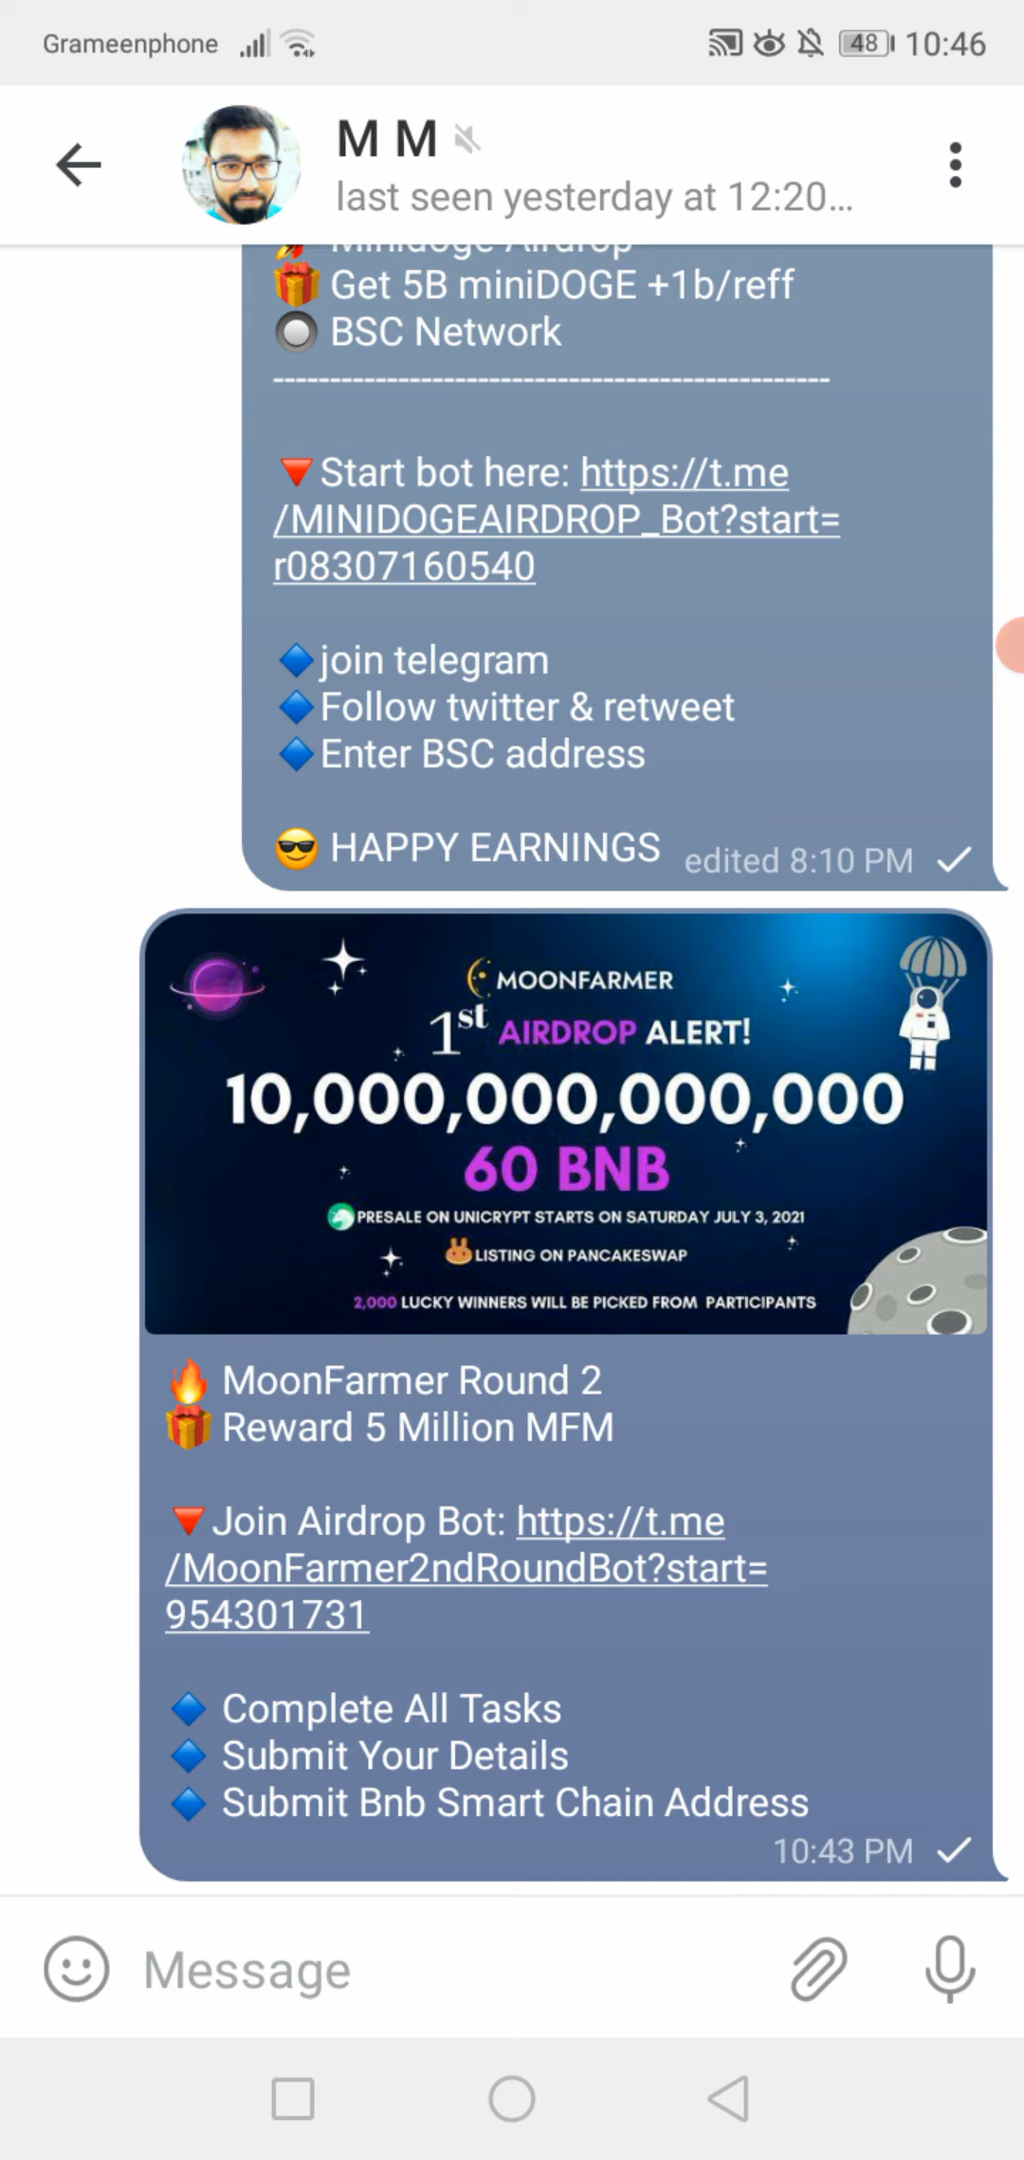 Grameenphone 48 10:46
M M
last seen yesterday at 12:20...
Minidoge Airdrop
Get 5B miniDOGE +1b/reff
BSC Network
-------------------------------------------------
Start bot here: https://t.me
/MINIDOGEAIRDROP_Bot?start=
r08307160540
join telegram
Follow twitter & retweet
Enter BSC address
HAPPY EARNINGS edited 8:10 PM
MOONFARMER
1st AIRDROP ALERT!
10,000,000,000,000
60 BNB
PRESALE ON UNICRYPT STARTS ON SATURDAY JULY 3, 2021
LISTING ON PANCAKESWAP
2,000 LUCKY WINNERS WILL BE PICKED FROM PARTICIPANTS
MoonFarmer Round 2
Reward 5 Million MFM
Join Airdrop Bot: https://t.me
/MoonFarmer2ndRoundBot?start=
954301731
Complete All Tasks
Submit Your Details
Submit Bnb Smart Chain Address
10:43 PM
Message